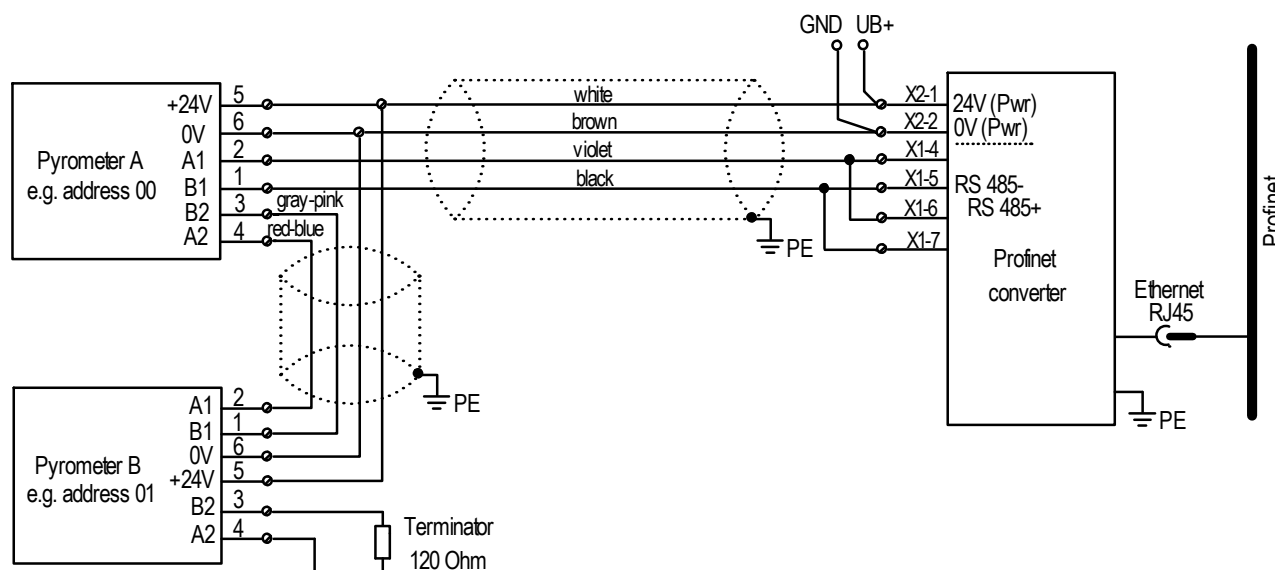 GND UB+
+24V 5 white X2-1 24V (Pwr)
0V 6 brown X2-2 0V (Pwr)
Pyrometer A
e.g. address 00
A1 2 violet X1-4
B1 1 black X1-5 RS 485-
B2 3 gray-pink X1-6 RS 485+
A2 4 red-blue X1-7
PE
Profinet
converter
Ethernet
RJ45
Profinet
PE
PE
Pyrometer B
e.g. address 01
A1 2
B1 1
0V 6
+24V 5
B2 3
A2 4
Terminator
120 Ohm